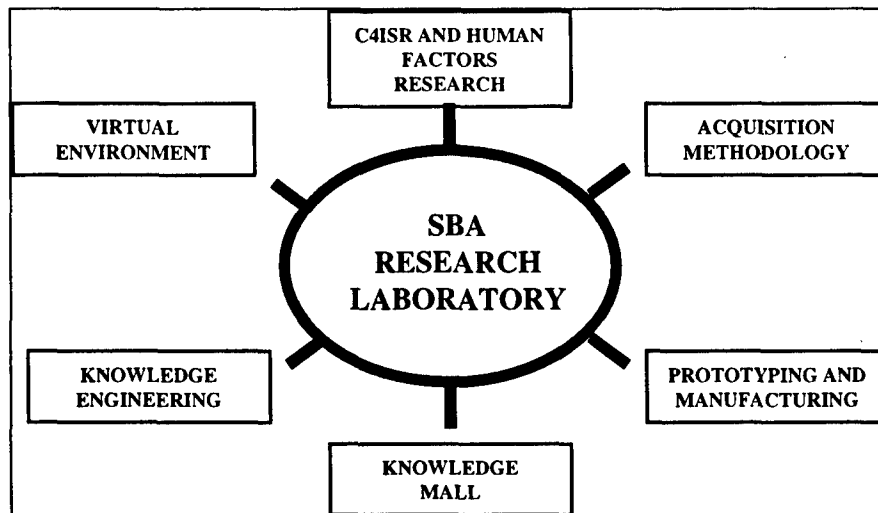 C4ISR AND HUMAN
FACTORS
RESEARCH
VIRTUAL
ENVIRONMENT
ACQUISITION
METHODOLOGY
SBA
RESEARCH
LABORATORY
KNOWLEDGE
ENGINEERING
PROTOTYPING AND
MANUFACTURING
KNOWLEDGE
MALL